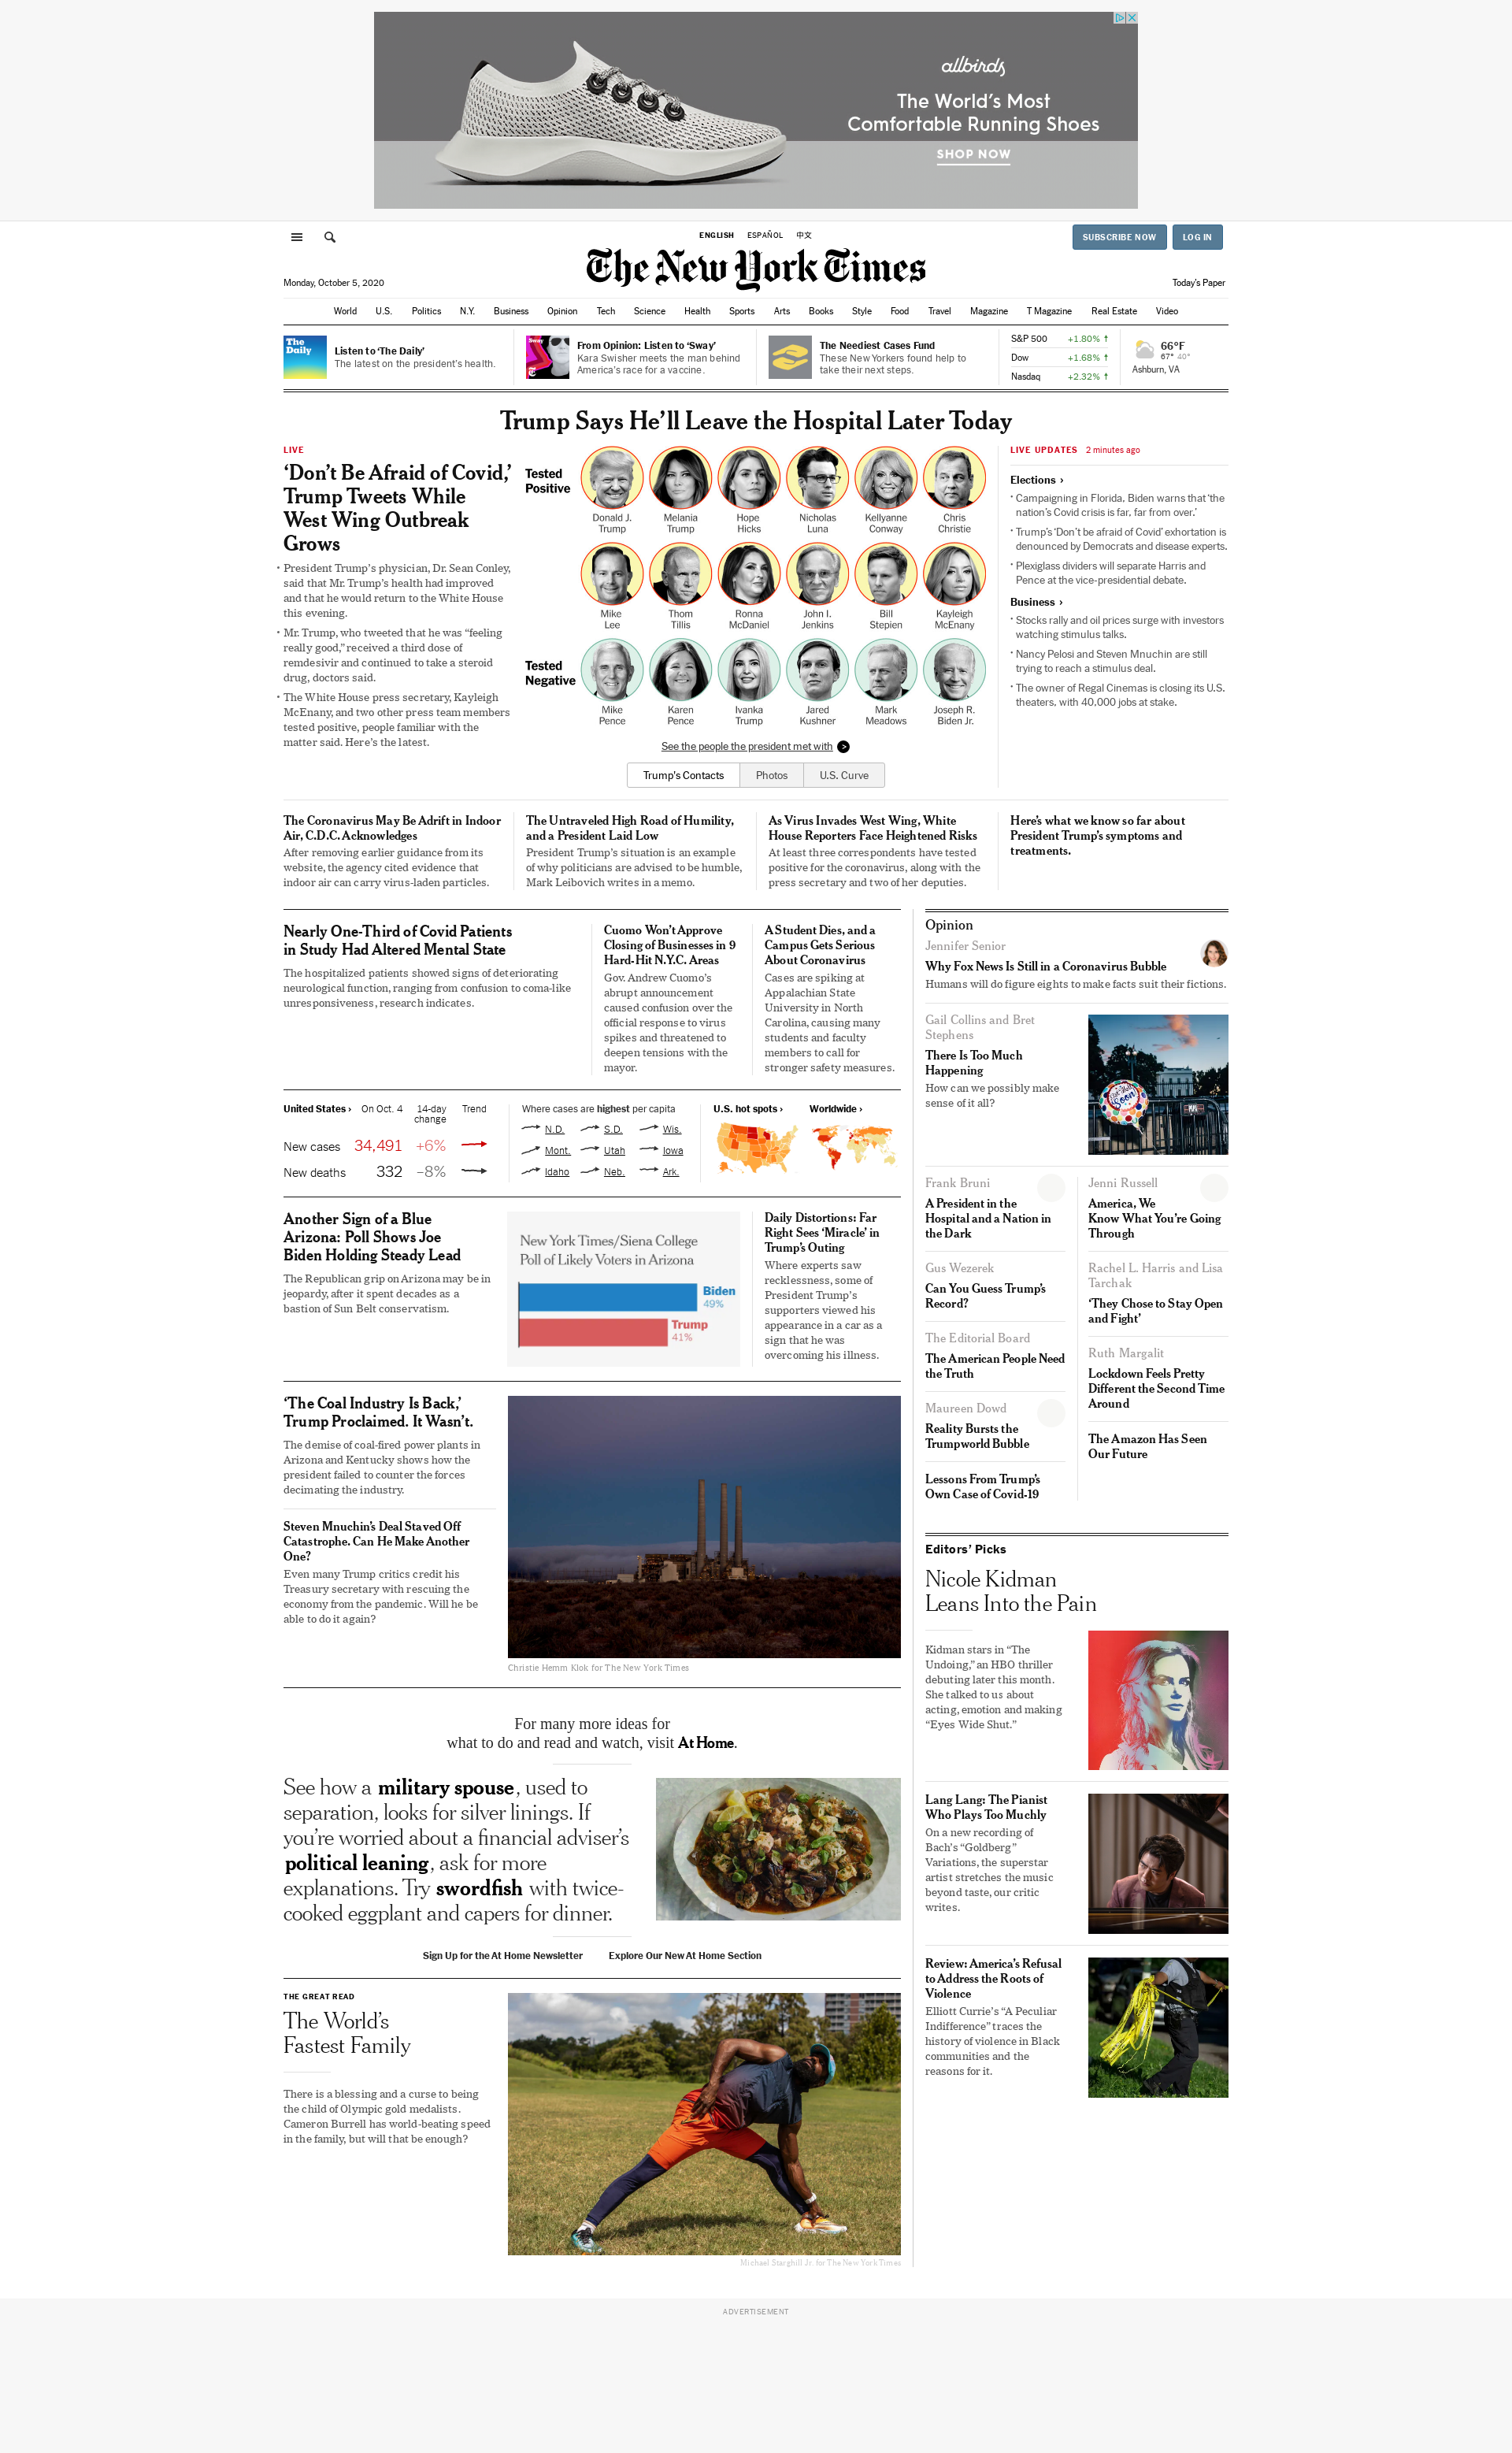 allbirds
The World's Most
Comfortable Running Shoes
SHOP NOW
ENGLISH ESPAÑOL 中文
SUBSCRIBE NOW LOG IN
The New York Times
Monday, October 5, 2020
Today's Paper
World U.S. Politics N.Y. Business Opinion Tech Science Health Sports Arts Books Style Food Travel Magazine T Magazine Real Estate Video
The
Daily
Listen to ‘The Daily’
The latest on the president's health.
Sway
From Opinion: Listen to ‘Sway’
Kara Swisher meets the man behind
America's race for a vaccine.
The Neediest Cases Fund
These New Yorkers found help to
take their next steps.
S&P 500 +1.80% ↑
Dow +1.68% ↑
Nasdaq +2.32% ↑
66°F
67° 40°
Ashburn, VA
Trump Says He’ll Leave the Hospital Later Today
LIVE
‘Don’t Be Afraid of Covid,’
Trump Tweets While
West Wing Outbreak
Grows
• President Trump’s physician, Dr. Sean Conley,
said that Mr. Trump’s health had improved
and that he would return to the White House
this evening.
• Mr. Trump, who tweeted that he was “feeling
really good,” received a third dose of
remdesivir and continued to take a steroid
drug, doctors said.
• The White House press secretary, Kayleigh
McEnany, and two other press team members
tested positive, people familiar with the
matter said. Here’s the latest.
Tested
Positive
Donald J.
Trump
Melania
Trump
Hope
Hicks
Nicholas
Luna
Kellyanne
Conway
Chris
Christie
Mike
Lee
Thom
Tillis
Ronna
McDaniel
John I.
Jenkins
Bill
Stepien
Kayleigh
McEnany
Tested
Negative
Mike
Pence
Karen
Pence
Ivanka
Trump
Jared
Kushner
Mark
Meadows
Joseph R.
Biden Jr.
See the people the president met with >
Trump’s Contacts Photos U.S. Curve
LIVE UPDATES 2 minutes ago
Elections ›
• Campaigning in Florida, Biden warns that ‘the
nation’s Covid crisis is far, far from over.’
• Trump’s ‘Don’t be afraid of Covid’ exhortation is
denounced by Democrats and disease experts.
• Plexiglass dividers will separate Harris and
Pence at the vice-presidential debate.
Business ›
• Stocks rally and oil prices surge with investors
watching stimulus talks.
• Nancy Pelosi and Steven Mnuchin are still
trying to reach a stimulus deal.
• The owner of Regal Cinemas is closing its U.S.
theaters, with 40,000 jobs at stake.
The Coronavirus May Be Adrift in Indoor
Air, C.D.C. Acknowledges
After removing earlier guidance from its
website, the agency cited evidence that
indoor air can carry virus-laden particles.
The Untraveled High Road of Humility,
and a President Laid Low
President Trump’s situation is an example
of why politicians are advised to be humble,
Mark Leibovich writes in a memo.
As Virus Invades West Wing, White
House Reporters Face Heightened Risks
At least three correspondents have tested
positive for the coronavirus, along with the
press secretary and two of her deputies.
Here’s what we know so far about
President Trump’s symptoms and
treatments.
Nearly One-Third of Covid Patients
in Study Had Altered Mental State
The hospitalized patients showed signs of deteriorating
neurological function, ranging from confusion to coma-like
unresponsiveness, research indicates.
Cuomo Won’t Approve
Closing of Businesses in 9
Hard-Hit N.Y.C. Areas
Gov. Andrew Cuomo’s
abrupt announcement
caused confusion over the
official response to virus
spikes and threatened to
deepen tensions with the
mayor.
A Student Dies, and a
Campus Gets Serious
About Coronavirus
Cases are spiking at
Appalachian State
University in North
Carolina, causing many
students and faculty
members to call for
stronger safety measures.
United States › On Oct. 4 14-day
change Trend
New cases 34,491 +6%
New deaths 332 –8%
Where cases are highest per capita
N.D. S.D. Wis.
Mont. Utah Iowa
Idaho Neb. Ark.
U.S. hot spots › Worldwide ›
Another Sign of a Blue
Arizona: Poll Shows Joe
Biden Holding Steady Lead
The Republican grip on Arizona may be in
jeopardy, after it spent decades as a
bastion of Sun Belt conservatism.
New York Times/Siena College
Poll of Likely Voters in Arizona
Biden
49%
Trump
41%
Daily Distortions: Far
Right Sees ‘Miracle’ in
Trump’s Outing
Where experts saw
recklessness, some of
President Trump’s
supporters viewed his
appearance in a car as a
sign that he was
overcoming his illness.
‘The Coal Industry Is Back,’
Trump Proclaimed. It Wasn’t.
The demise of coal-fired power plants in
Arizona and Kentucky shows how the
president failed to counter the forces
decimating the industry.
Steven Mnuchin’s Deal Staved Off
Catastrophe. Can He Make Another
One?
Even many Trump critics credit his
Treasury secretary with rescuing the
economy from the pandemic. Will he be
able to do it again?
Christie Hemm Klok for The New York Times
For many more ideas for
what to do and read and watch, visit At Home.
See how a military spouse, used to
separation, looks for silver linings. If
you’re worried about a financial adviser’s
political leaning, ask for more
explanations. Try swordfish with twice-
cooked eggplant and capers for dinner.
Sign Up for the At Home Newsletter Explore Our New At Home Section
THE GREAT READ
The World’s
Fastest Family
There is a blessing and a curse to being
the child of Olympic gold medalists.
Cameron Burrell has world-beating speed
in the family, but will that be enough?
Michael Starghill Jr. for The New York Times
Opinion
Jennifer Senior
Why Fox News Is Still in a Coronavirus Bubble
Humans will do figure eights to make facts suit their fictions.
Gail Collins and Bret
Stephens
There Is Too Much
Happening
How can we possibly make
sense of it all?
Soon
Frank Bruni
A President in the
Hospital and a Nation in
the Dark
Gus Wezerek
Can You Guess Trump’s
Record?
The Editorial Board
The American People Need
the Truth
Maureen Dowd
Reality Bursts the
Trumpworld Bubble
Lessons From Trump’s
Own Case of Covid-19
Jenni Russell
America, We
Know What You’re Going
Through
Rachel L. Harris and Lisa
Tarchak
‘They Chose to Stay Open
and Fight’
Ruth Margalit
Lockdown Feels Pretty
Different the Second Time
Around
The Amazon Has Seen
Our Future
Editors’ Picks
Nicole Kidman
Leans Into the Pain
Kidman stars in “The
Undoing,” an HBO thriller
debuting later this month.
She talked to us about
acting, emotion and making
“Eyes Wide Shut.”
Lang Lang: The Pianist
Who Plays Too Muchly
On a new recording of
Bach’s “Goldberg”
Variations, the superstar
artist stretches the music
beyond taste, our critic
writes.
Review: America’s Refusal
to Address the Roots of
Violence
Elliott Currie’s “A Peculiar
Indifference” traces the
history of violence in Black
communities and the
reasons for it.
ADVERTISEMENT